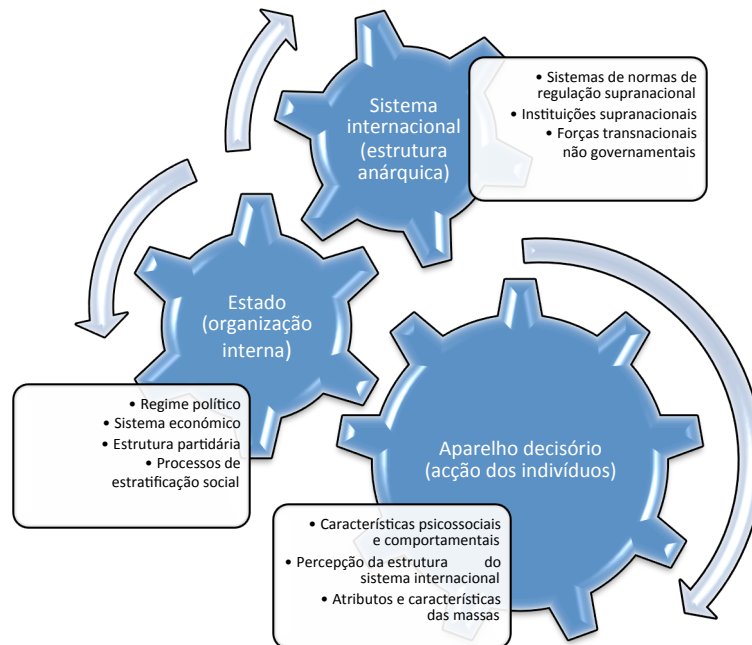 Sistema
internacional
(estrutura
anárquica)
• Sistemas de normas de
regulação supranacional
• Instituições supranacionais
• Forças transnacionais
não governamentais
Estado
(organização
interna)
• Regime político
• Sistema económico
• Estrutura partidária
• Processos de
estratificação social
Aparelho decisório
(acção dos indivíduos)
• Características psicossociais
e comportamentais
• Percepção da estrutura do
sistema internacional
• Atributos e características
das massas